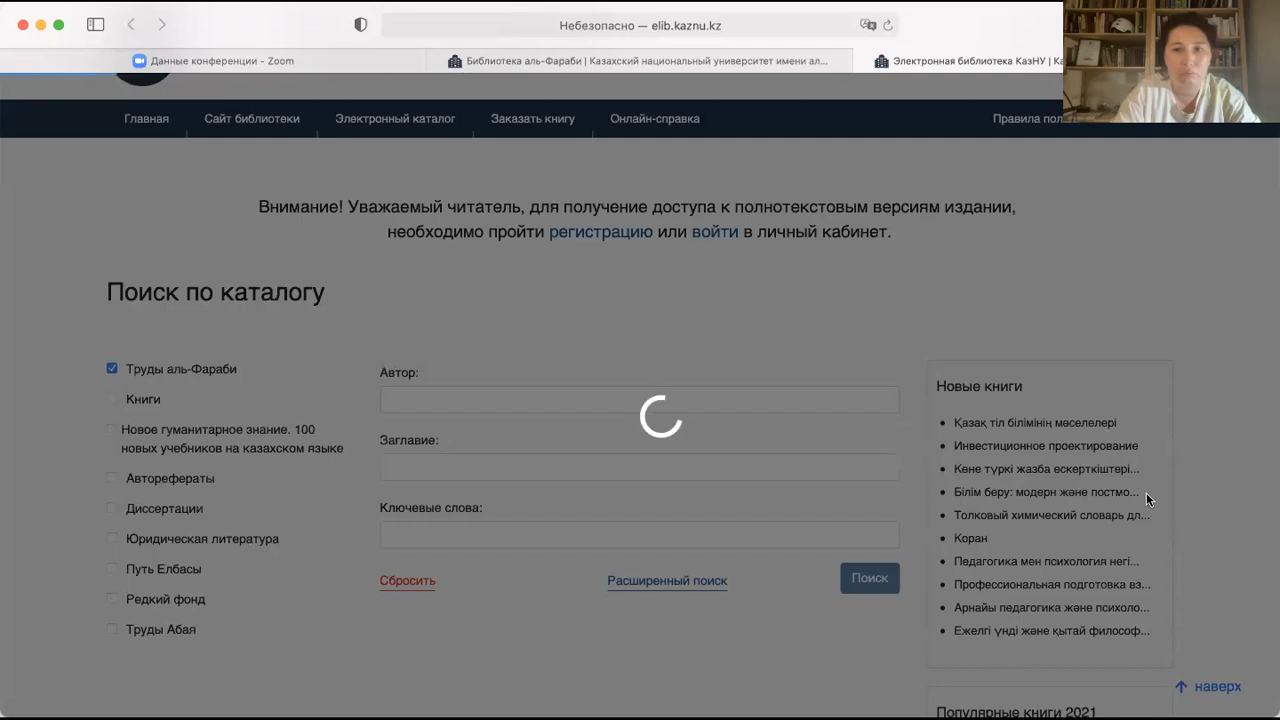 Небезопасно — elib.kaznu.kz
Данные конференции - Zoom
Библиотека аль-Фараби | Казахский национальный университет имени ал...
Электронная библиотека КазНУ | Ка
Главная
Сайт библиотеки
Электронный каталог
Заказать книгу
Онлайн-справка
Правила пол
Внимание! Уважаемый читатель, для получение доступа к полнотекстовым версиям издании,
необходимо пройти регистрацию или войти в личный кабинет.
Поиск по каталогу
Труды аль-Фараби
Книги
Новое гуманитарное знание. 100
новых учебников на казахском языке
Авторефераты
Диссертации
Юридическая литература
Путь Елбасы
Редкий фонд
Труды Абая
Автор:
Заглавие:
Ключевые слова:
Сбросить
Расширенный поиск
Поиск
Новые книги
Қазақ тіл білімінің мәселелері
Инвестиционное проектирование
Көне түркі жазба ескерткіштері...
Білім беру: модерн және постмо...
Толковый химический словарь дл...
Коран
Педагогика мен психология негі...
Профессиональная подготовка вз...
Арнайы педагогика және психоло...
Ежелгі үнді және қытай философ...
наверх
Популярные книги 2021